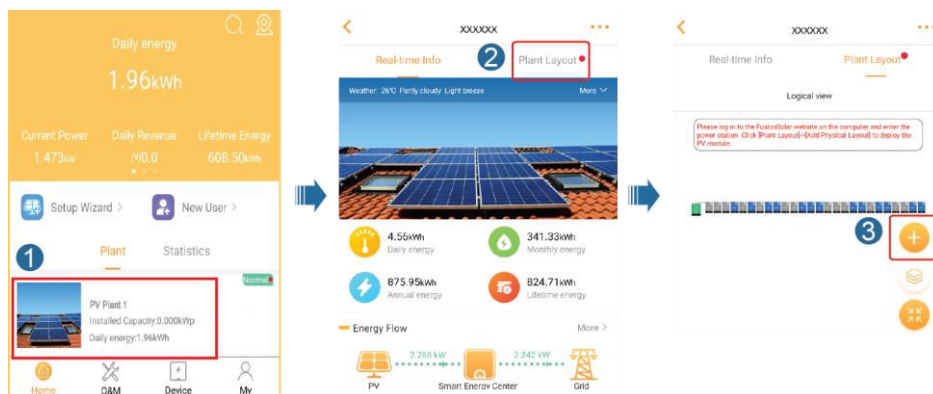 Daily energy
1.96kWh
Current Power Daily Revenue Lifetime Energy
1.473kw (¥)0.0 608.50kWh
Setup Wizard > New User >
1
Plant Statistics
Normal
PV Plant 1
Installed Capacity:0.000kWp
Daily energy:1.96kWh
Home O&M Device My
xxxxxx
Real-time Info 2 Plant Layout
Weather: 26°C Partly cloudy Light breeze More
4.56kWh 341.33kWh
Daily energy Monthly energy
875.95kWh 824.71kWh
Annual energy Lifetime energy
Energy Flow More >
2.288 kW 2.242 kW
PV Smart Energy Center Grid
xxxxxx
Real-time Info Plant Layout
Logical view
Please log in to the FusionSolar website on the computer and enter the
power station. Click [Plant Layout]-[Add Physical Layout] to deploy the
PV module.
3